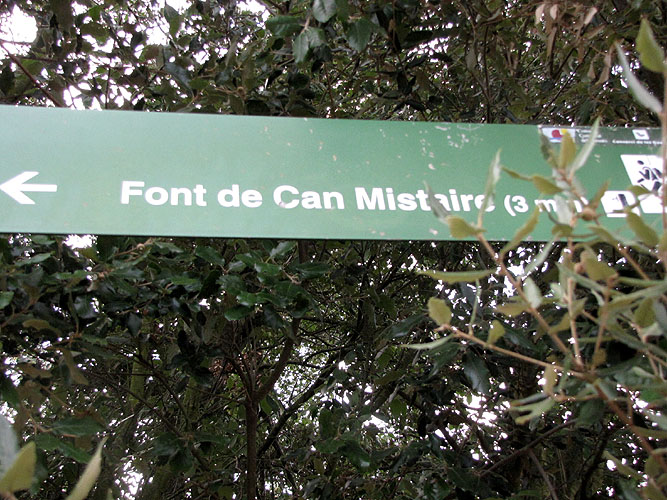 Font de Can Mistaire (3 m